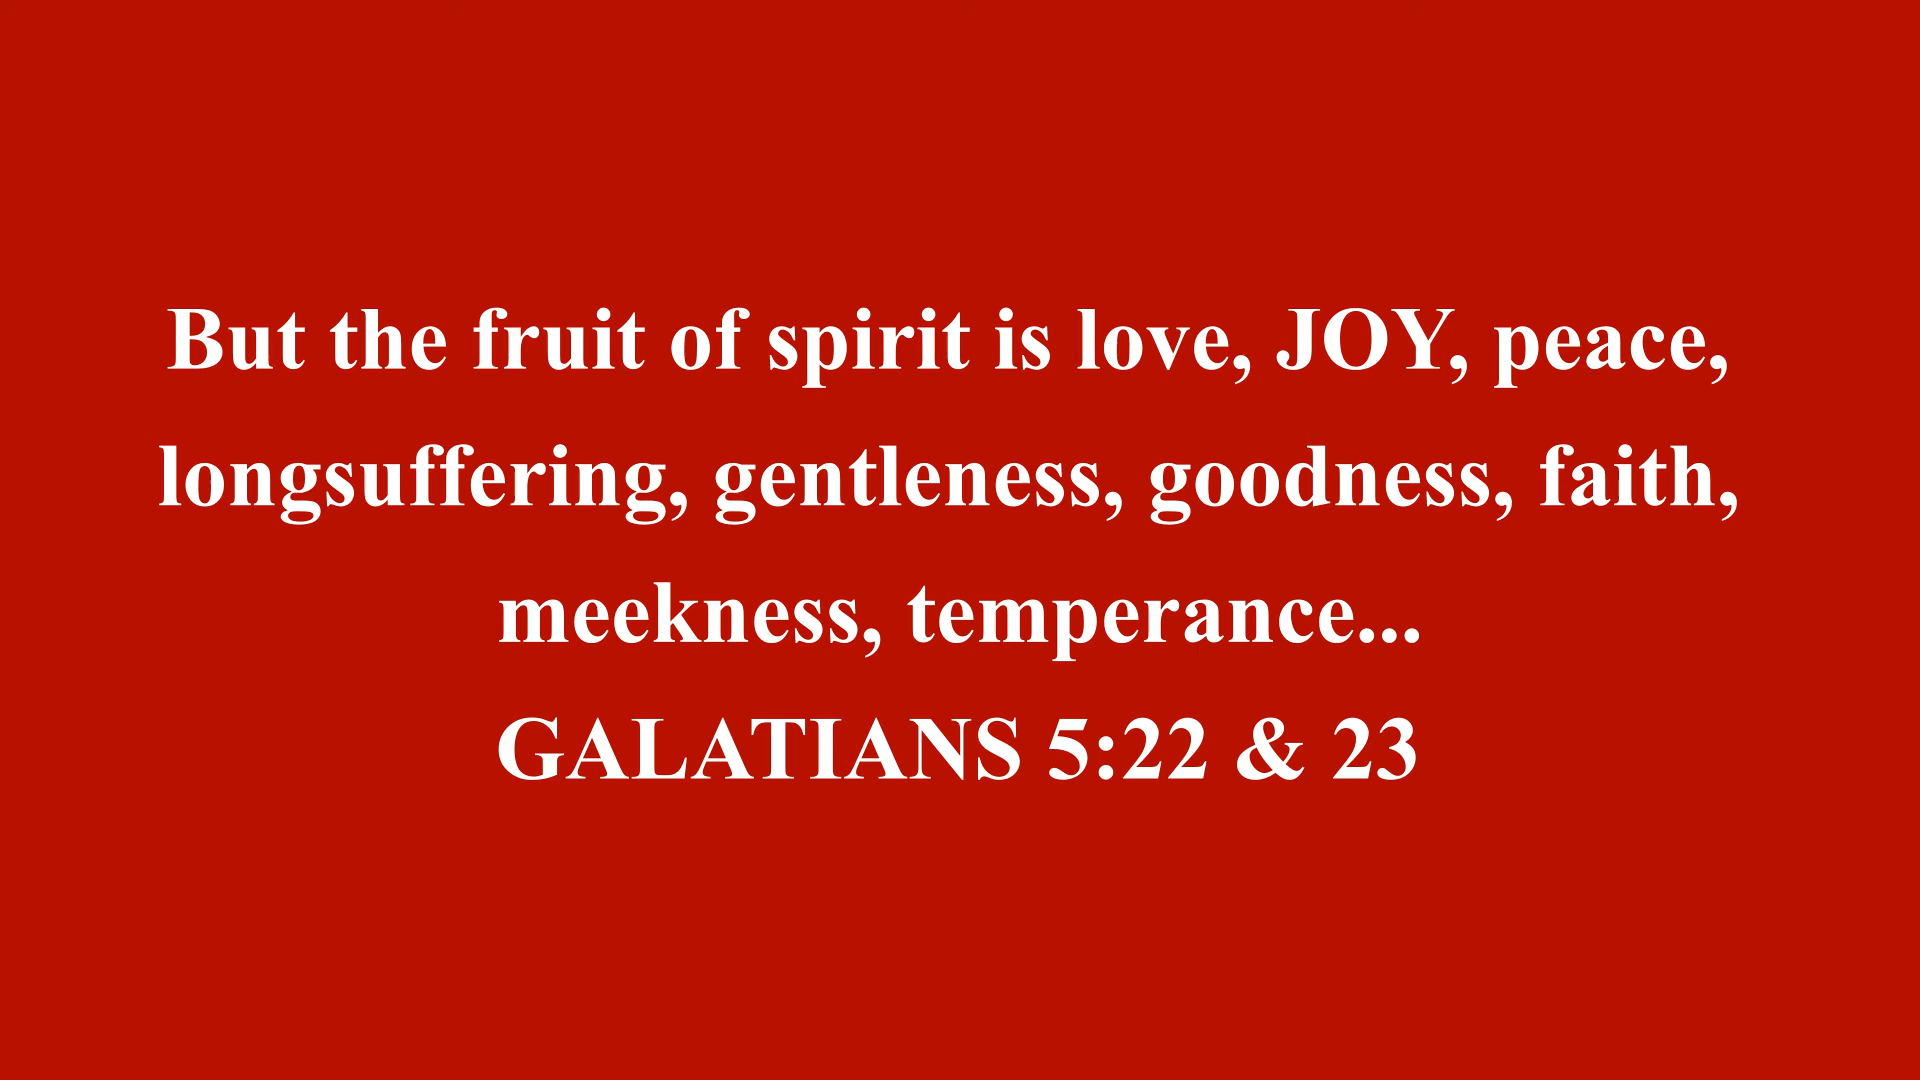 But the fruit of spirit is love, JOY, peace,
longsuffering, gentleness, goodness, faith,
meekness, temperance...
GALATIANS 5:22 & 23